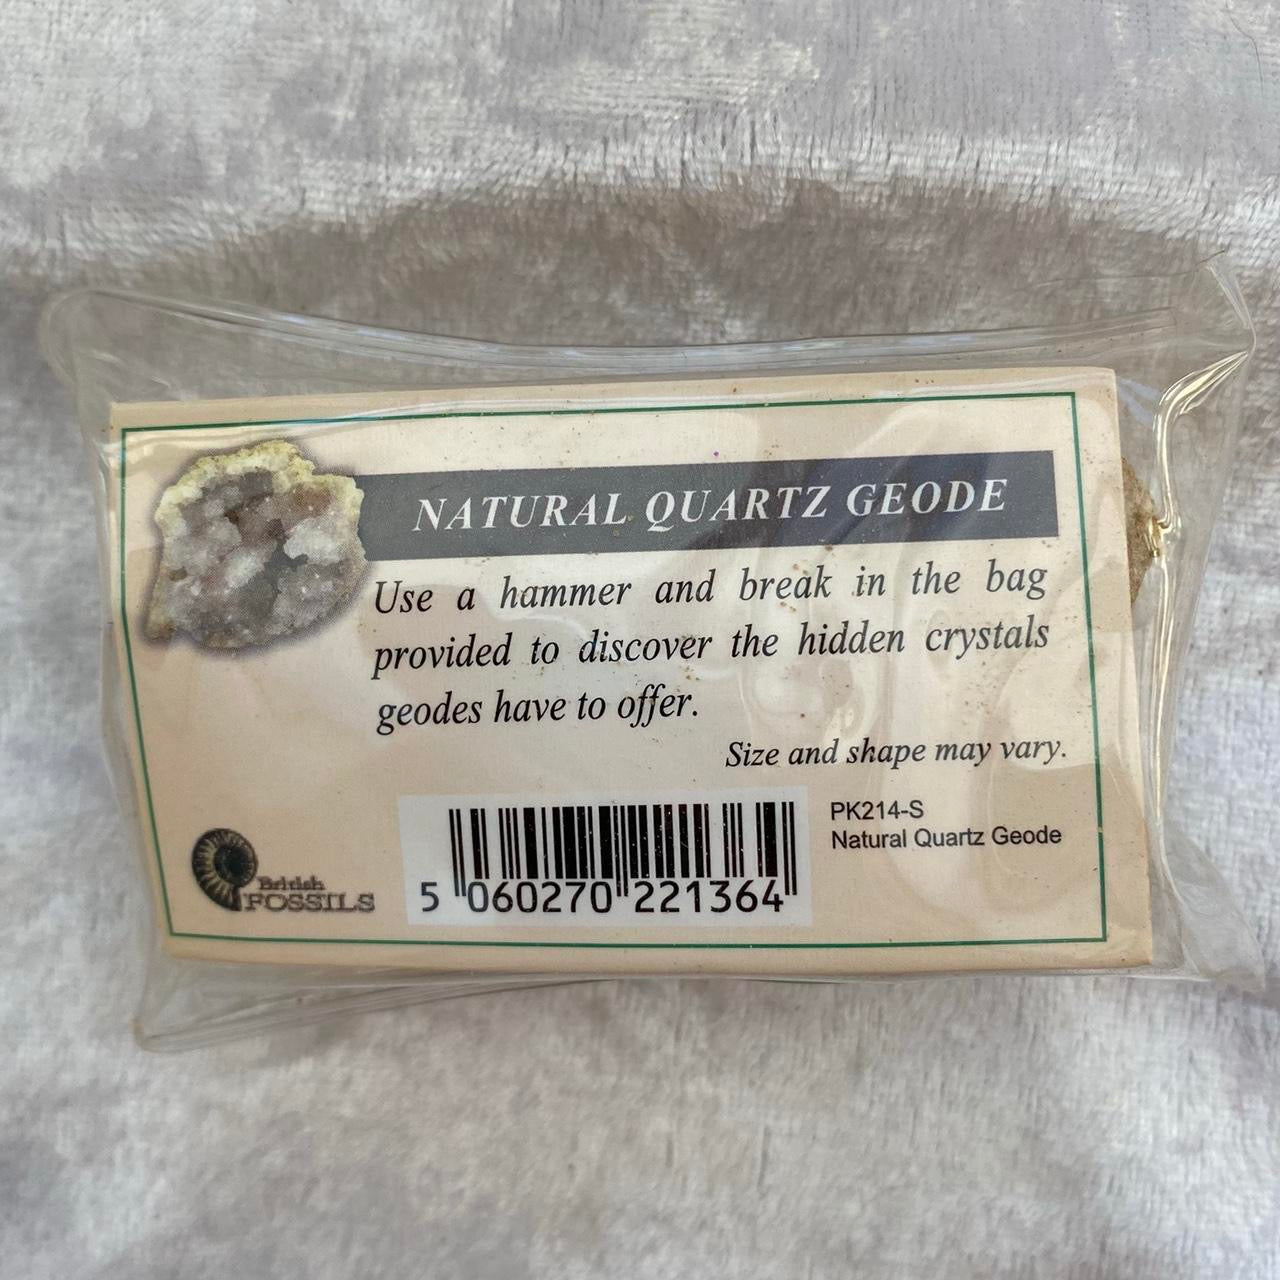 NATURAL QUARTZ GEODE
Use a hammer and break in the bag
provided to discover the hidden crystals
geodes have to offer.
Size and shape may vary.
PK214-S
Natural Quartz Geode
British
FOSSILS
5 060270 221364